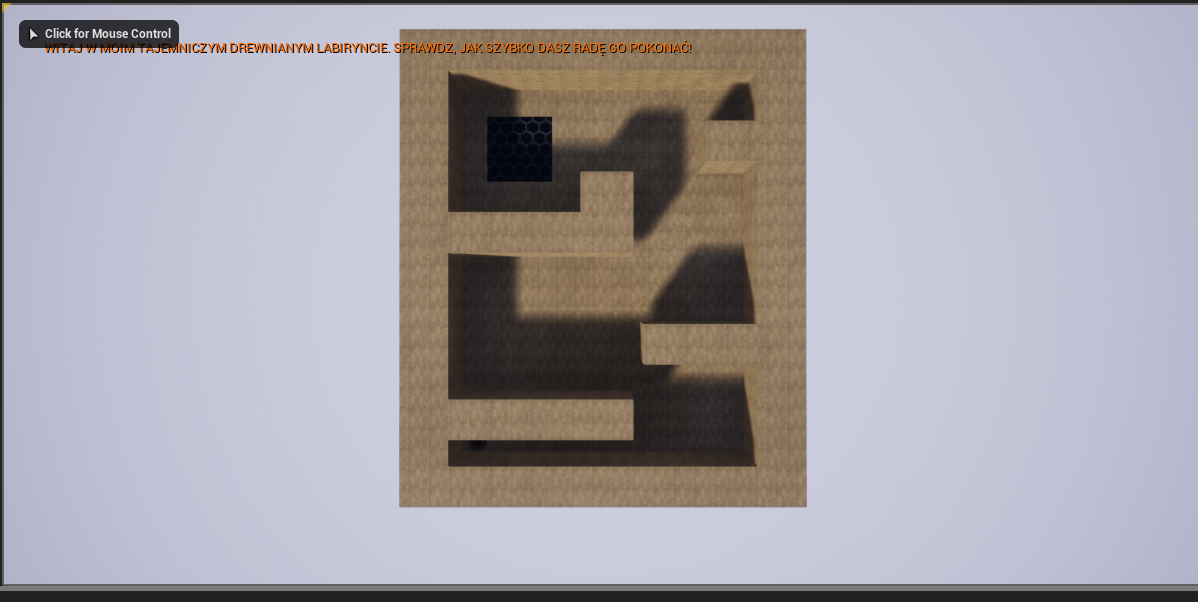 Click for Mouse Control
WITAJ W MOIM TAJEMNICZYM DREWNIANYM LABIRYNCIE. SPRAWDZ, JAK SZYBKO DASZ RADĘ GO POKONAĆ!